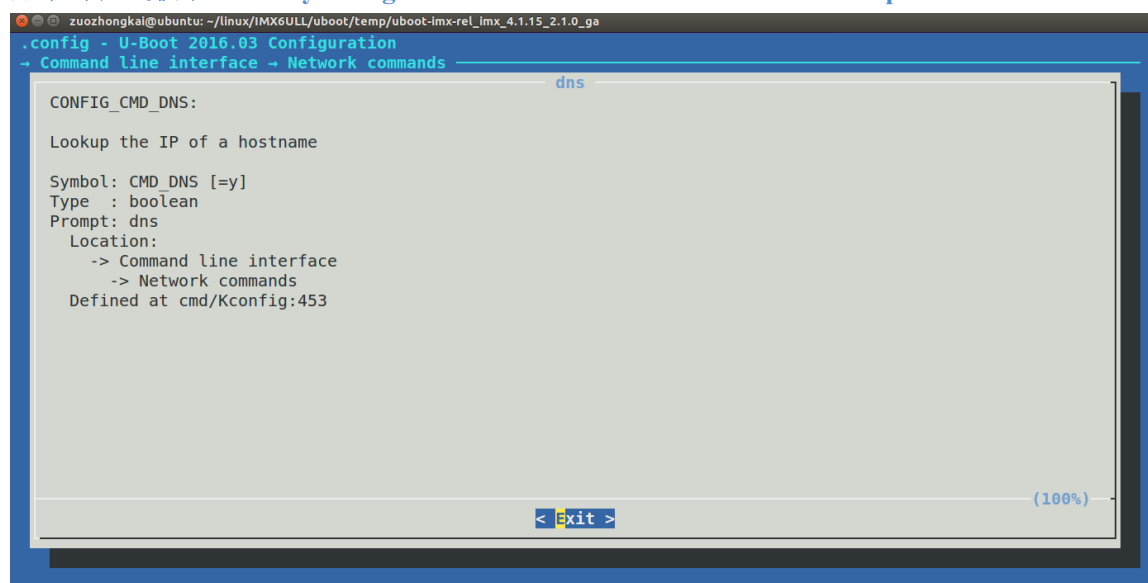 zuozhongkai@ubuntu: ~/linux/IMX6ULL/uboot/temp/uboot-imx-rel_imx_4.1.15_2.1.0_ga
.config - U-Boot 2016.03 Configuration
→ Command line interface → Network commands
dns
CONFIG_CMD_DNS:
Lookup the IP of a hostname
Symbol: CMD_DNS [=y]
Type  : boolean
Prompt: dns
Location:
-> Command line interface
-> Network commands
Defined at cmd/Kconfig:453
(100%)
< Exit >